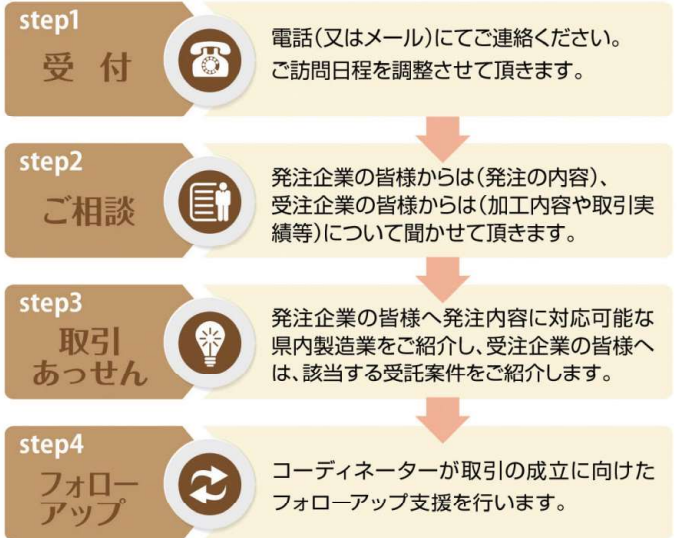 step1
受 付
電話(又はメール)にてご連絡ください。
ご訪問日程を調整させて頂きます。
step2
ご相談
発注企業の皆様からは(発注の内容)、
受注企業の皆様からは(加工内容や取引実
績等)について聞かせて頂きます。
step3
取引
あっせん
発注企業の皆様へ発注内容に対応可能な
県内製造業をご紹介し、受注企業の皆様へ
は、該当する受託案件をご紹介します。
step4
フォロー
アップ
コーディネーターが取引の成立に向けた
フォローアップ支援を行います。